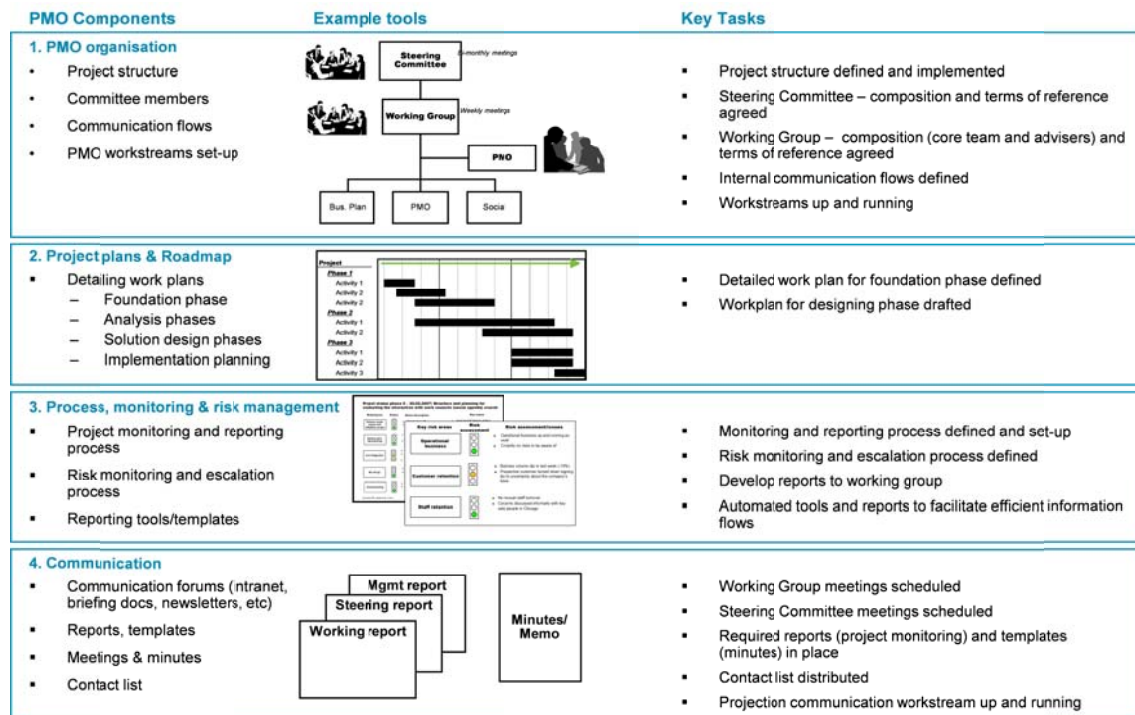 PMO Components
Example tools
Key Tasks
1. PMO organisation
• Project structure
• Committee members
• Communication flows
• PMO workstreams set-up
Steering
Committee
Bi-monthly meetings
Working Group
Weekly meetings
PMO
Bus. Plan
PMO
Social
▪ Project structure defined and implemented
▪ Steering Committee – composition and terms of reference
agreed
▪ Working Group – composition (core team and advisers) and
terms of reference agreed
▪ Internal communication flows defined
▪ Workstreams up and running
2. Project plans & Roadmap
▪ Detailing work plans
– Foundation phase
– Analysis phases
– Solution design phases
– Implementation planning
Project
Phase 1
Activity 1
Activity 2
Activity 2
Phase 2
Activity 1
Activity 2
Phase 3
Activity 1
Activity 2
Activity 3
▪ Detailed work plan for foundation phase defined
▪ Workplan for designing phase drafted
3. Process, monitoring & risk management
▪ Project monitoring and reporting
process
▪ Risk monitoring and escalation
process
▪ Reporting tools/templates
Key risk areas
Risk
assessment
Risk assessment/issues
Operational
business
Customer retention
Staff retention
▪ Monitoring and reporting process defined and set-up
▪ Risk monitoring and escalation process defined
▪ Develop reports to working group
▪ Automated tools and reports to facilitate efficient information
flows
4. Communication
▪ Communication forums (intranet,
briefing docs, newsletters, etc)
▪ Reports, templates
▪ Meetings & minutes
▪ Contact list
Mgmt report
Steering report
Working report
Minutes/
Memo
▪ Working Group meetings scheduled
▪ Steering Committee meetings scheduled
▪ Required reports (project monitoring) and templates
(minutes) in place
▪ Contact list distributed
▪ Projection communication workstream up and running